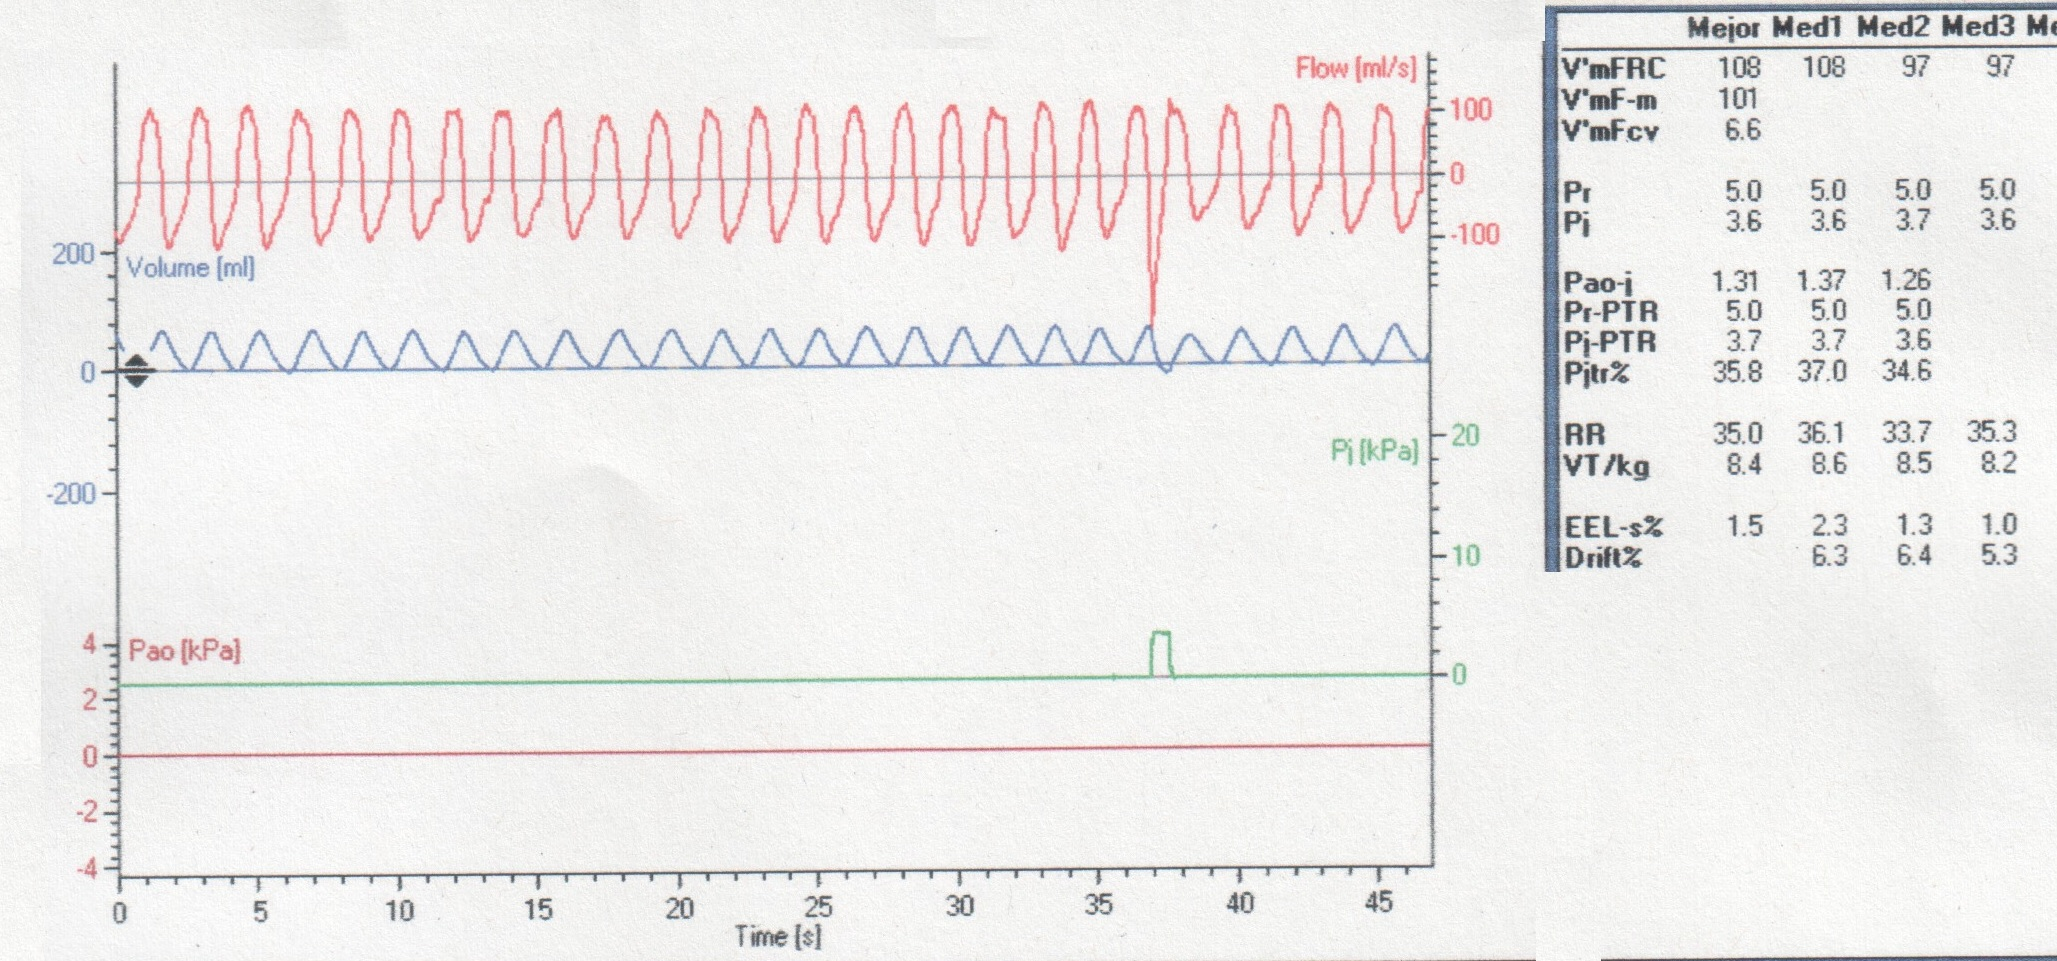 Flow [ml/s]
100
0
-100
200
Volume [ml]
0
-200
Pj [kPa]
20
10
0
4
Pao [kPa]
2
0
-2
-4
0 5 10 15 20 25 30 35 40 45
Time [s]
Mejor Med1 Med2 Med3 Me
V'mFRC 108 108 97 97
V'mF-m 101
V'mFcv 6.6
Pr 5.0 5.0 5.0 5.0
Pj 3.6 3.6 3.7 3.6
Pao-j 1.31 1.37 1.26
Pr-PTR 5.0 5.0 5.0
Pj-PTR 3.7 3.7 3.6
Pjtr% 35.8 37.0 34.6
RR 35.0 36.1 33.7 35.3
VT/kg 8.4 8.6 8.5 8.2
EEL-s% 1.5 2.3 1.3 1.0
Drift% 6.3 6.4 5.3